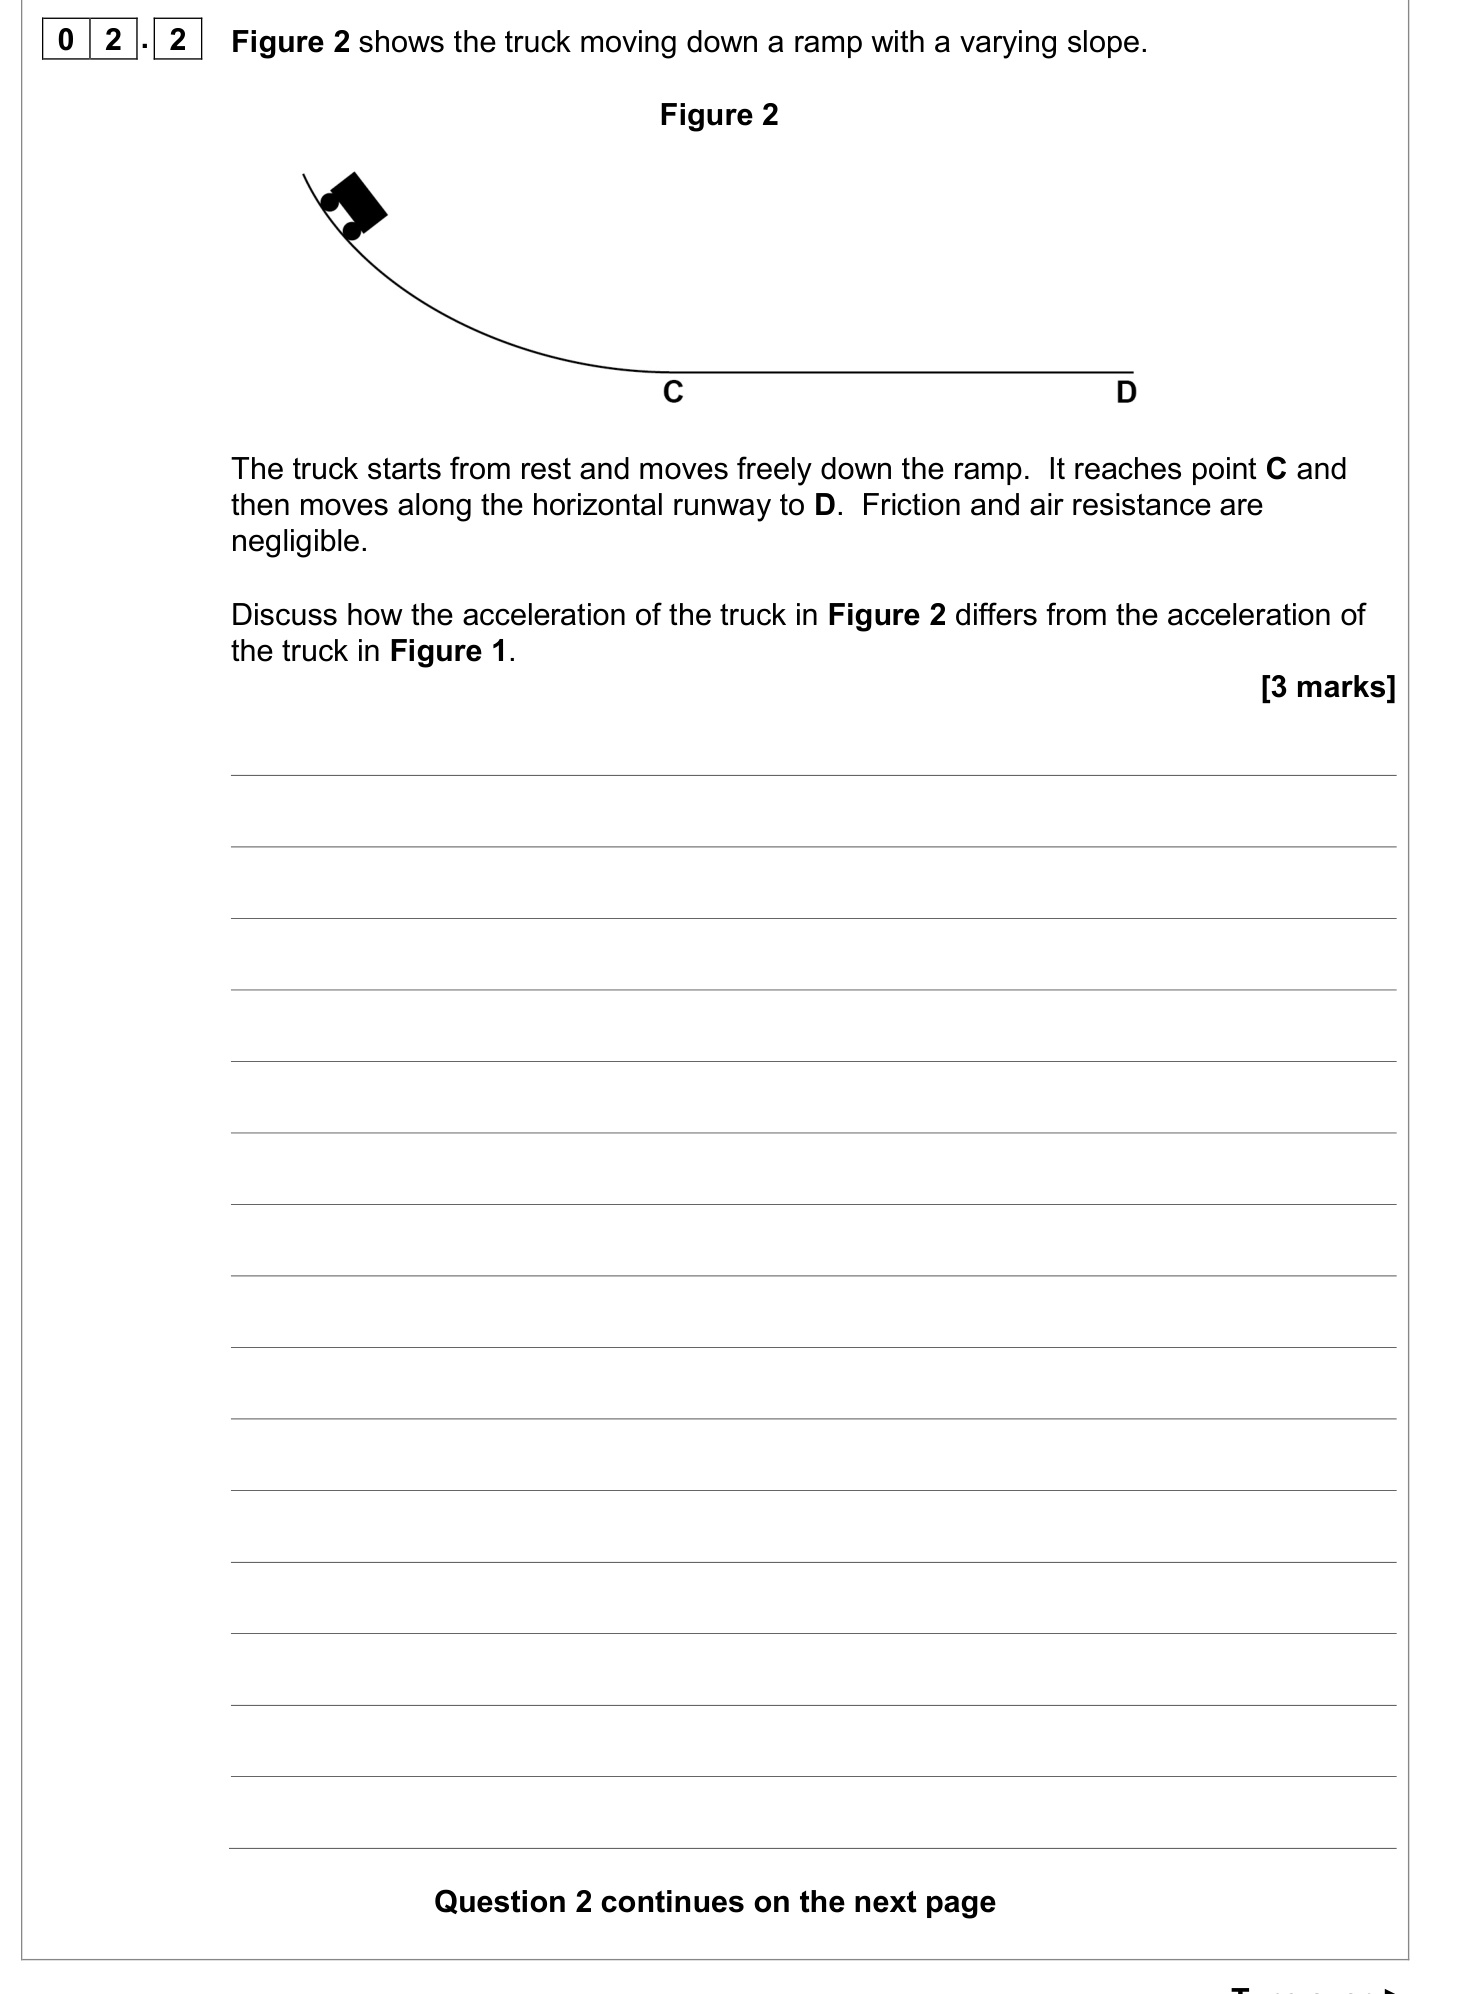 0 2 . 2 Figure 2 shows the truck moving down a ramp with a varying slope.
Figure 2
C D
The truck starts from rest and moves freely down the ramp. It reaches point C and
then moves along the horizontal runway to D. Friction and air resistance are
negligible.
Discuss how the acceleration of the truck in Figure 2 differs from the acceleration of
the truck in Figure 1.
[3 marks]
Question 2 continues on the next page